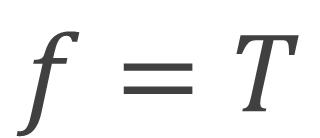 f = T